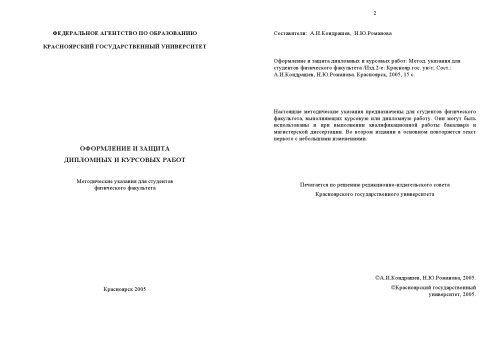 ФЕДЕРАЛЬНОЕ АГЕНТСТВО ПО ОБРАЗОВАНИЮ
КРАСНОЯРСКИЙ ГОСУДАРСТВЕННЫЙ УНИВЕРСИТЕТ
ОФОРМЛЕНИЕ И ЗАЩИТА
ДИПЛОМНЫХ И КУРСОВЫХ РАБОТ
Методические указания для студентов
физического факультета
Красноярск 2005
2
Составители: А.Н.Кондрашев, Н.Ю.Романова
Оформление и защита дипломных и курсовых работ: Метод. указания для
студентов физического факультета /Изд.2-е; Краснояр.гос. ун-т; Сост.:
А.Н.Кондрашев, Н.Ю.Романова. Красноярск, 2005, 15 с.
Настоящие методические указания предназначены для студентов физического
факультета, выполняющих курсовую или дипломную работу. Они могут быть
использованы и при выполнении квалификационной работы бакалавра и
магистерской диссертации. Во втором издании в основном повторяется текст
первого с небольшими изменениями.
Печатается по решению редакционно-издательского совета
Красноярского государственного университета
©А.Н.Кондрашев, Н.Ю.Романова, 2005.
©Красноярский государственный
университет, 2005.